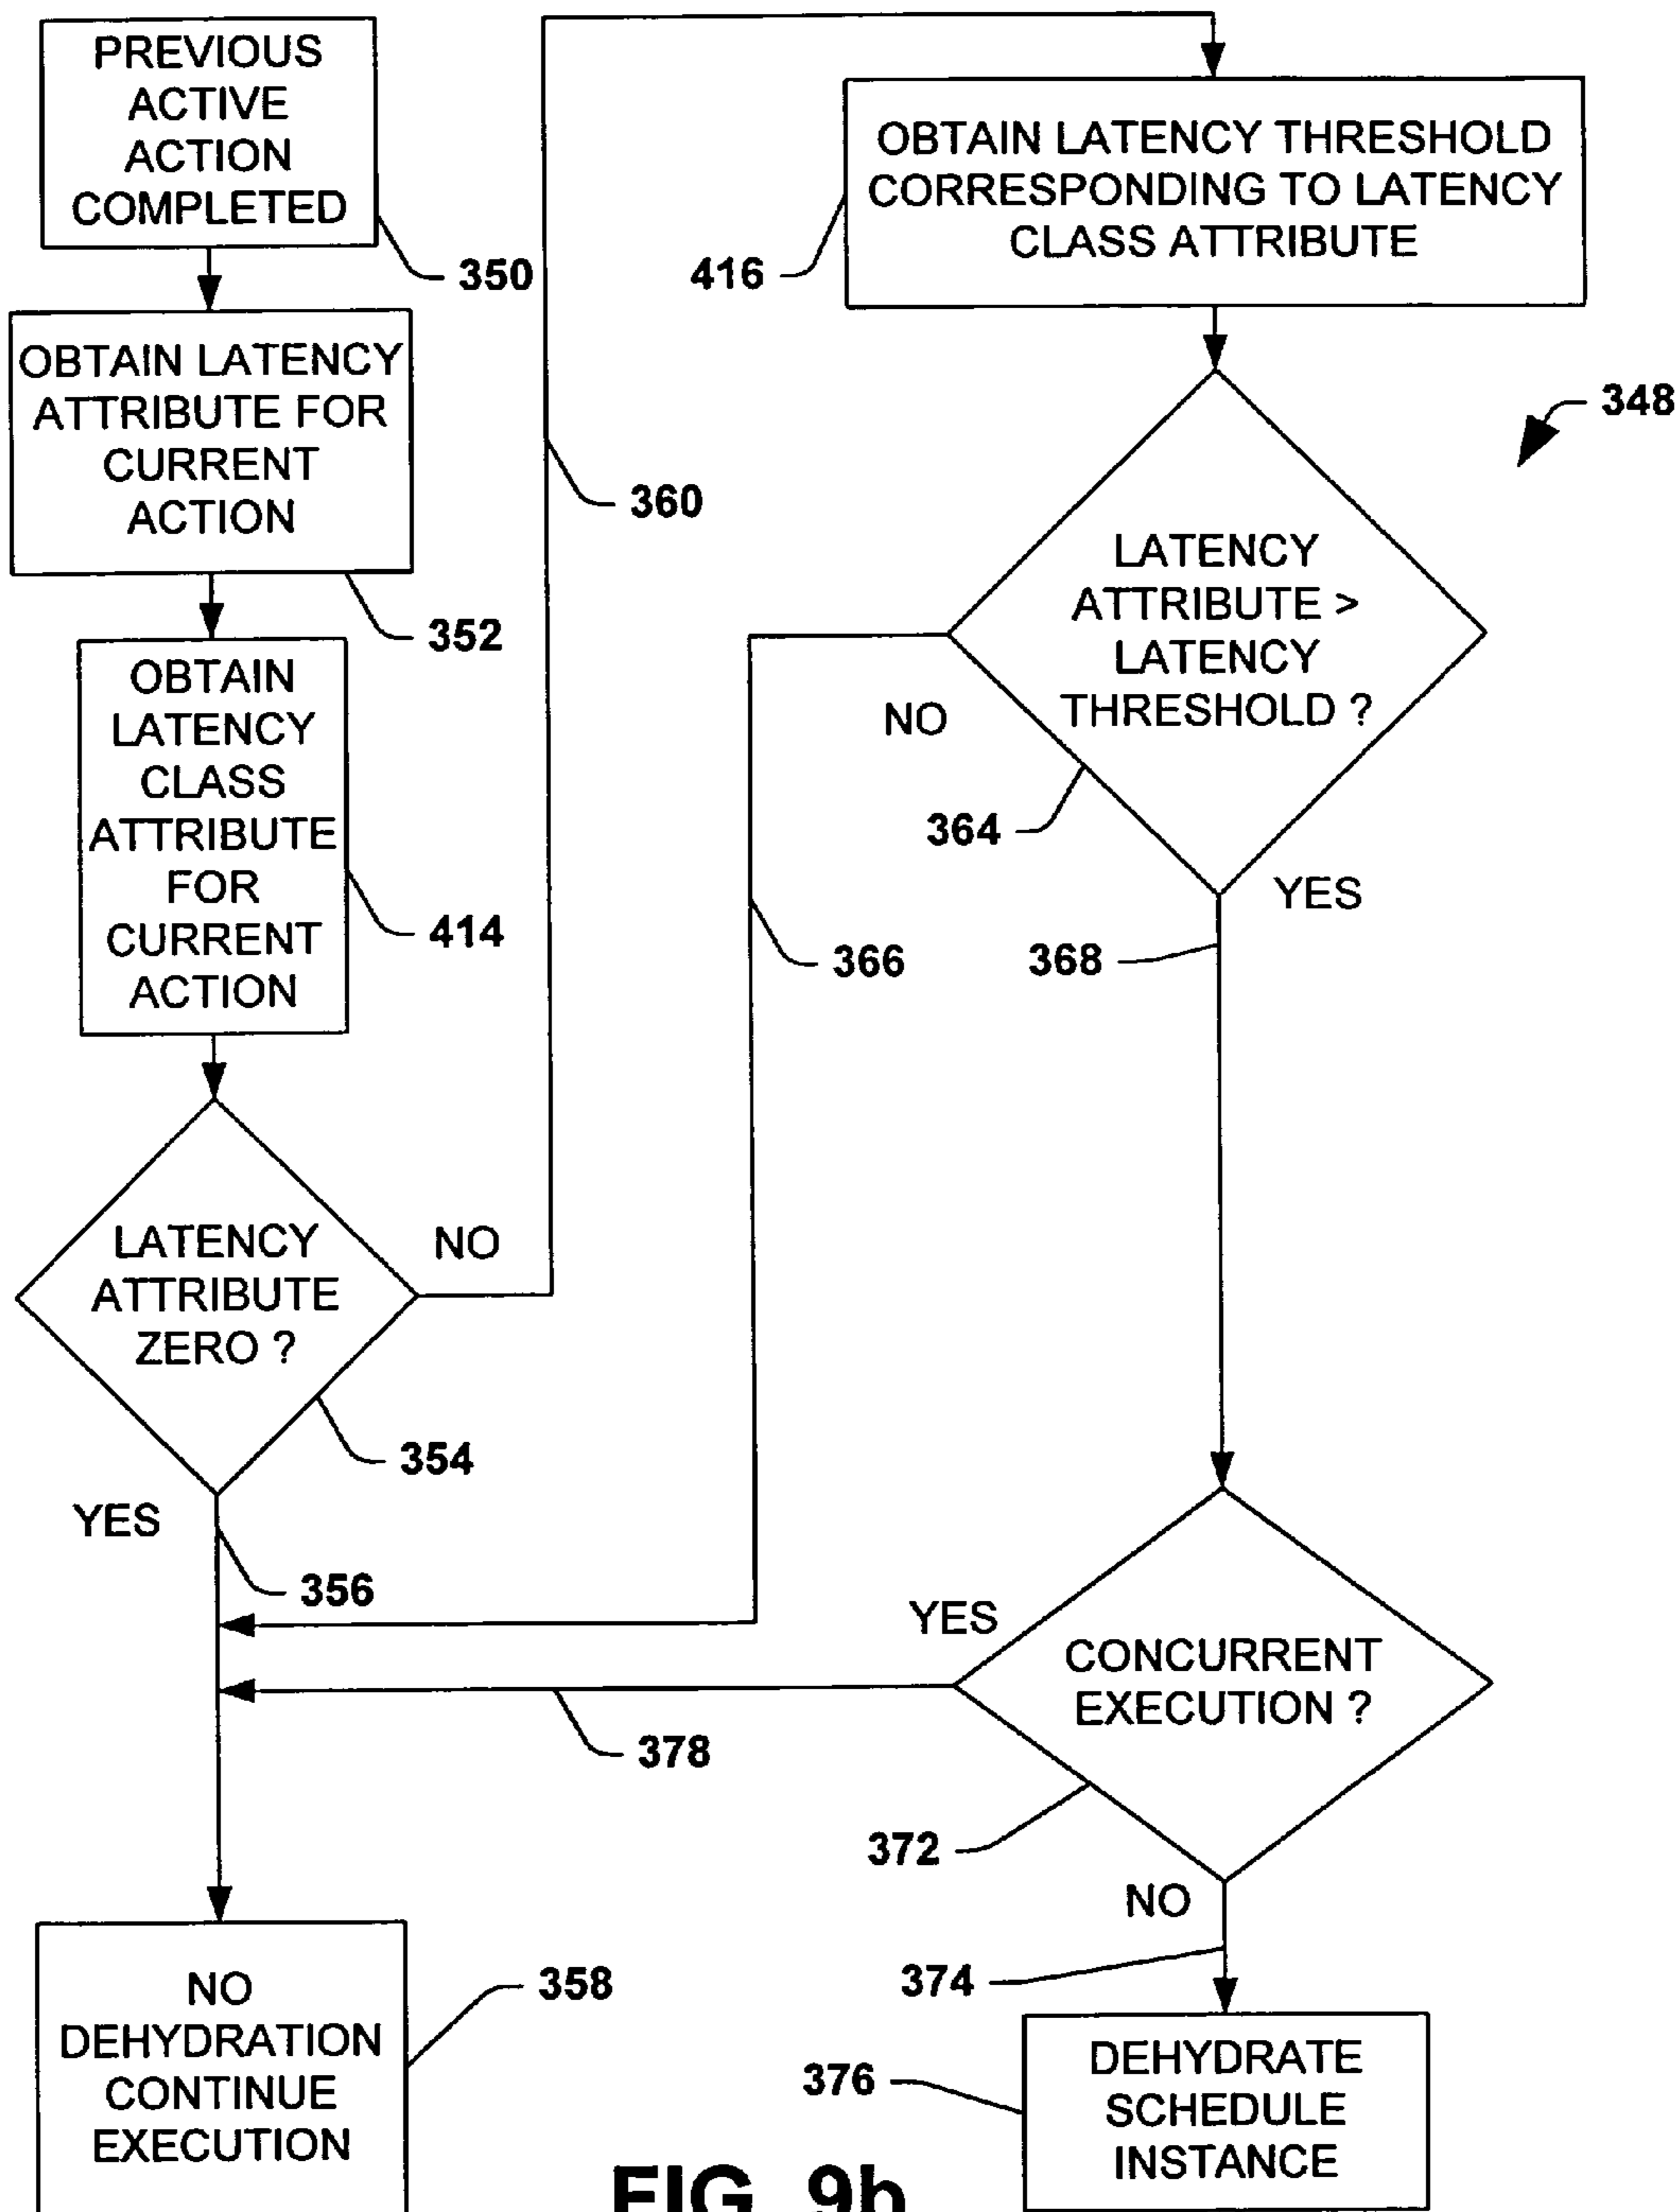 PREVIOUS
ACTIVE
ACTION
COMPLETED
350
OBTAIN LATENCY
ATTRIBUTE FOR
CURRENT
ACTION
352
OBTAIN
LATENCY
CLASS
ATTRIBUTE
FOR
CURRENT
ACTION
414
LATENCY
ATTRIBUTE
ZERO ?
NO
354
YES
356
360
OBTAIN LATENCY THRESHOLD
CORRESPONDING TO LATENCY
CLASS ATTRIBUTE
416
348
LATENCY
ATTRIBUTE >
LATENCY
THRESHOLD ?
NO
364
YES
366
368
YES
CONCURRENT
EXECUTION ?
378
372
NO
374
NO
DEHYDRATION
CONTINUE
EXECUTION
358
DEHYDRATE
SCHEDULE
INSTANCE
376
FIG. 9b